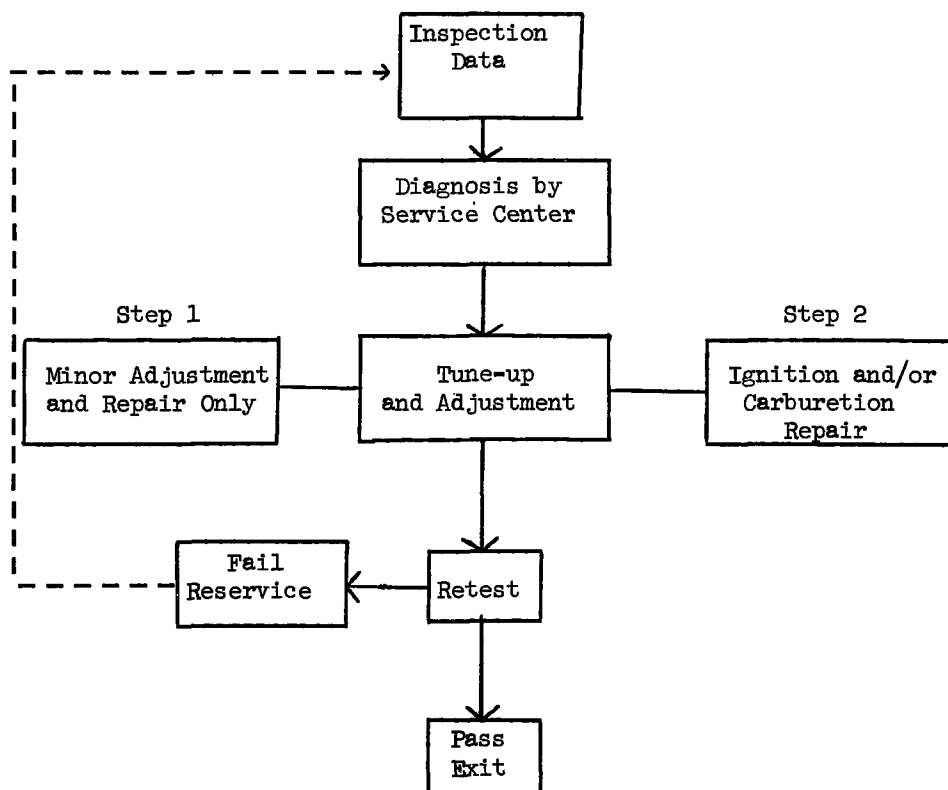 Inspection
Data
Diagnosis by
Service Center
Step 1
Minor Adjustment
and Repair Only
Tune-up
and Adjustment
Step 2
Ignition and/or
Carburetion
Repair
Fail
Reservice
Retest
Pass
Exit